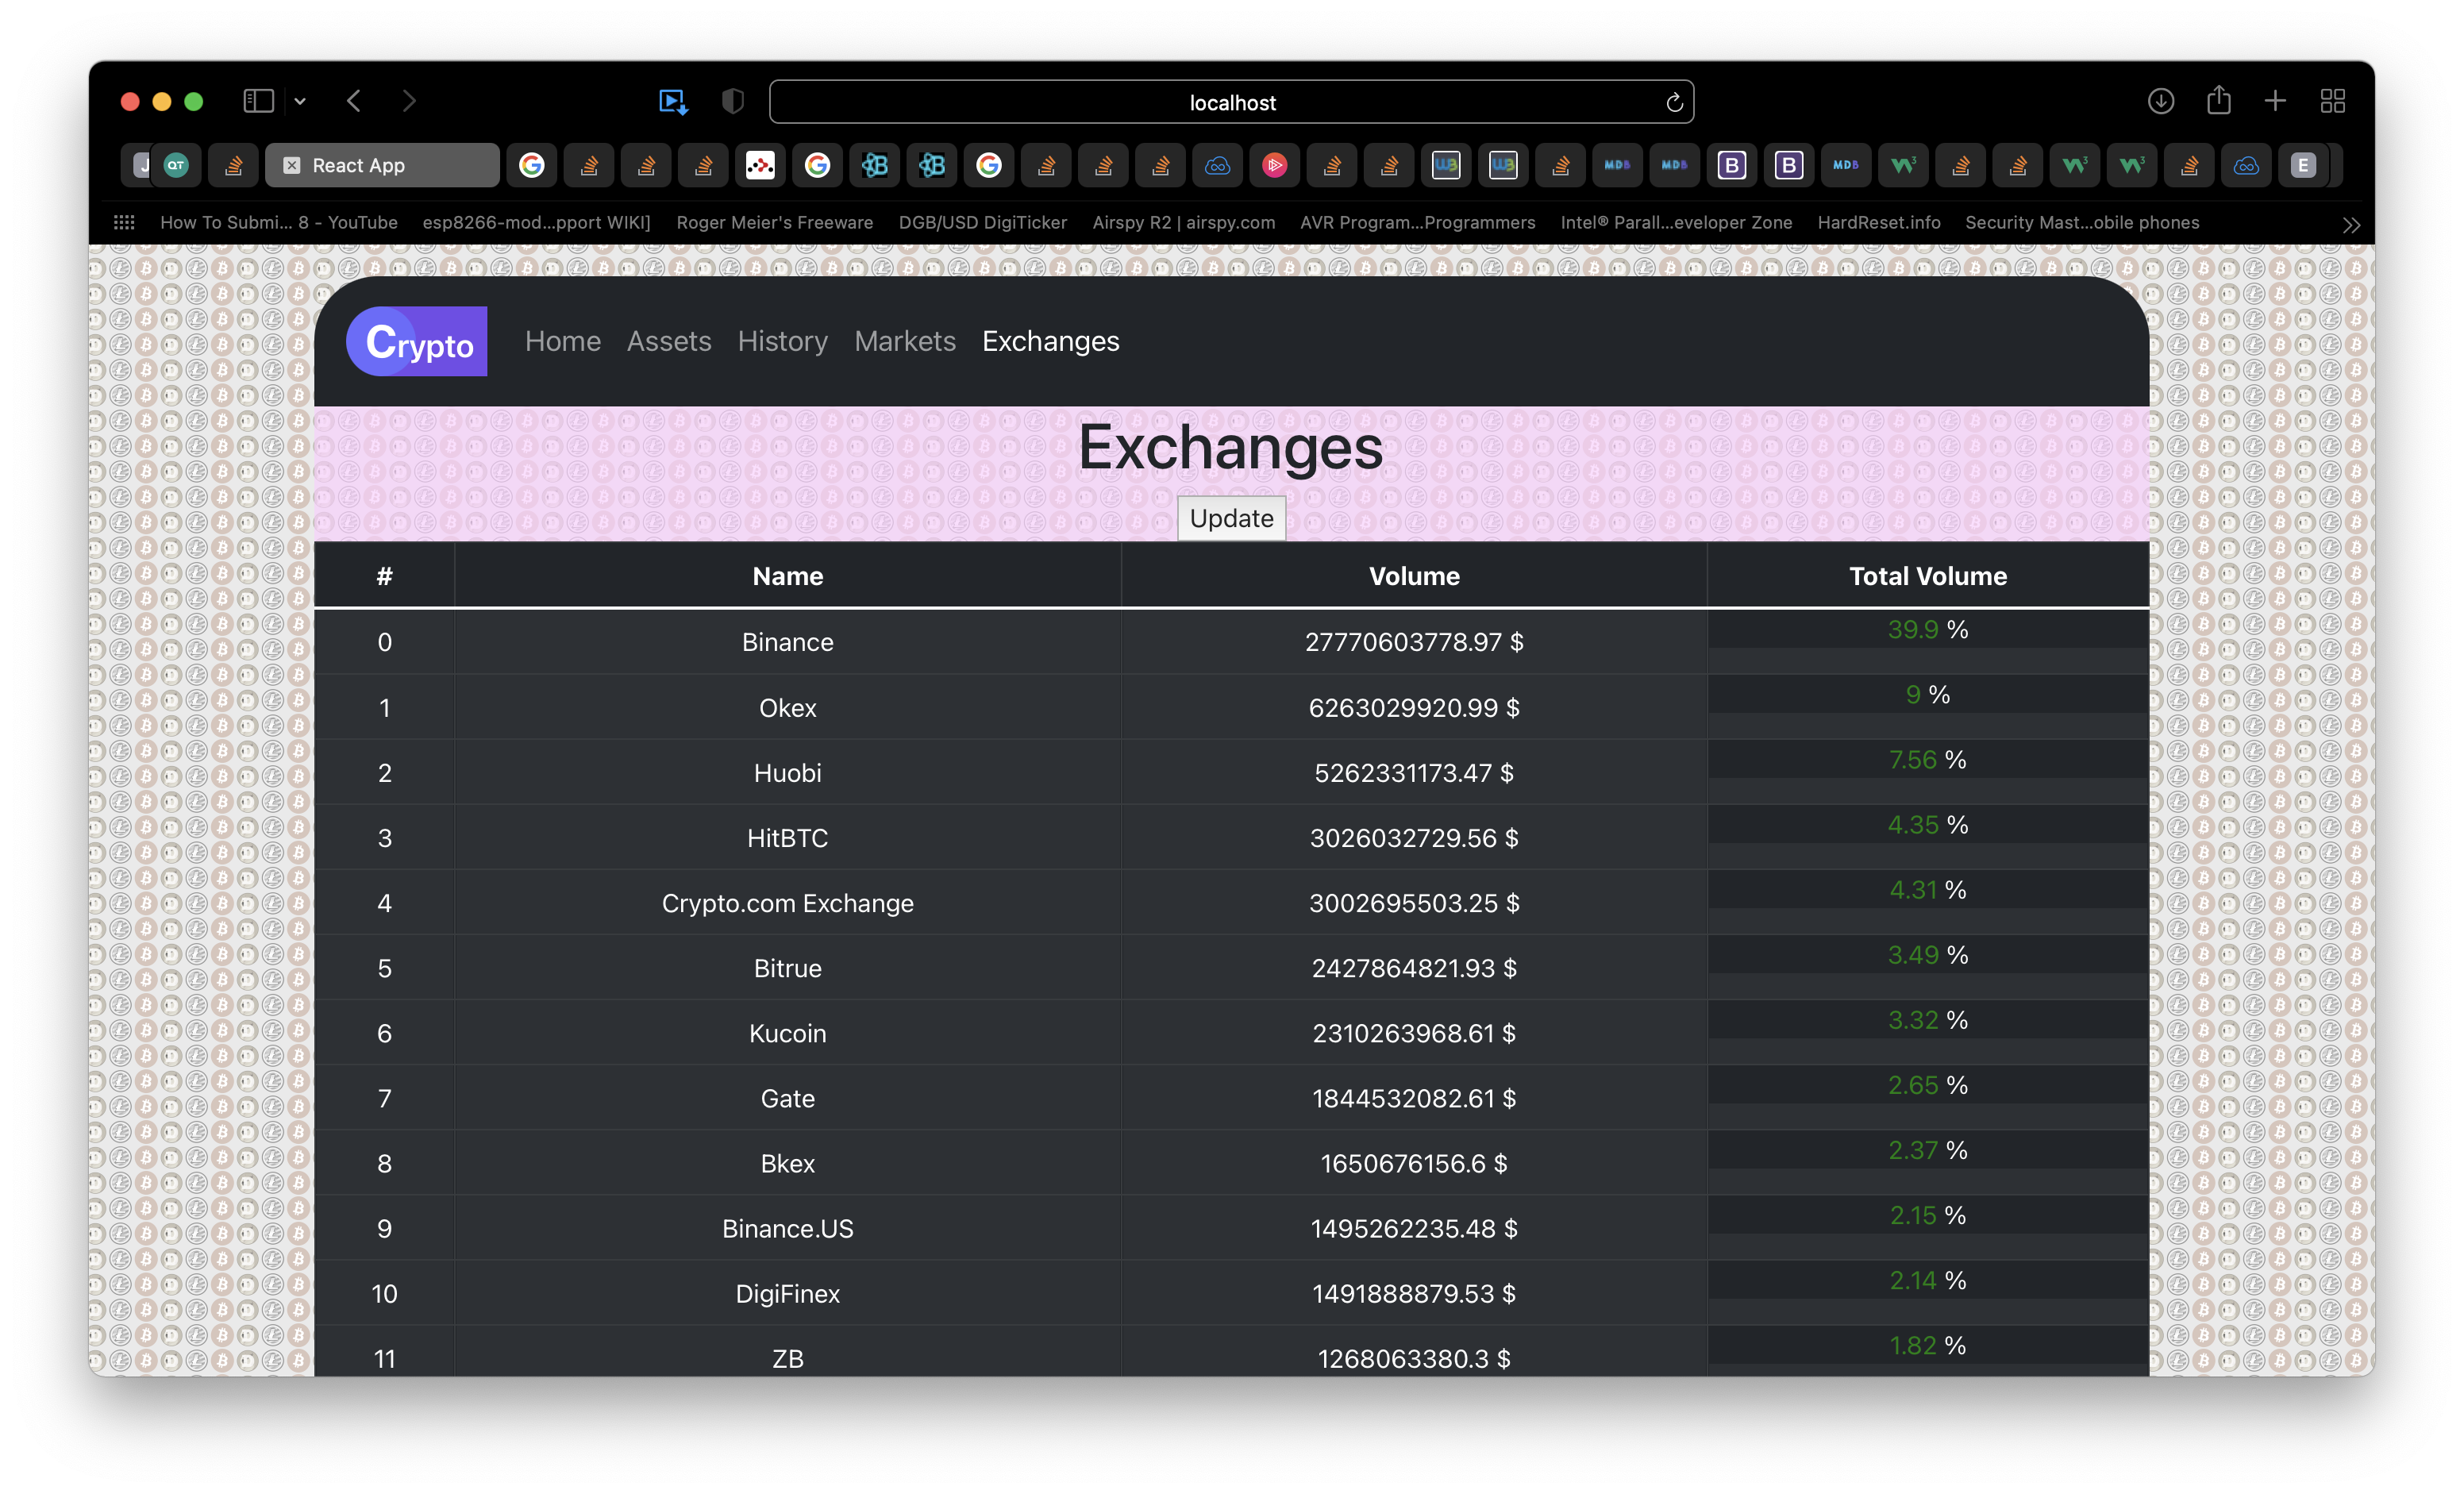 localhost
J QT React App B B E
How To Submi... 8 - YouTube esp8266-mod...pport WIKI] Roger Meier's Freeware DGB/USD DigiTicker Airspy R2 | airspy.com AVR Program...Programmers Intel® Parall...eveloper Zone HardReset.info Security Mast...obile phones
Crypto Home Assets History Markets Exchanges
Exchanges
Update
# Name Volume Total Volume
0 Binance 27770603778.97 $ 39.9 %
1 Okex 6263029920.99 $ 9 %
2 Huobi 5262331173.47 $ 7.56 %
3 HitBTC 3026032729.56 $ 4.35 %
4 Crypto.com Exchange 3002695503.25 $ 4.31 %
5 Bitrue 2427864821.93 $ 3.49 %
6 Kucoin 2310263968.61 $ 3.32 %
7 Gate 1844532082.61 $ 2.65 %
8 Bkex 1650676156.6 $ 2.37 %
9 Binance.US 1495262235.48 $ 2.15 %
10 DigiFinex 1491888879.53 $ 2.14 %
11 ZB 1268063380.3 $ 1.82 %